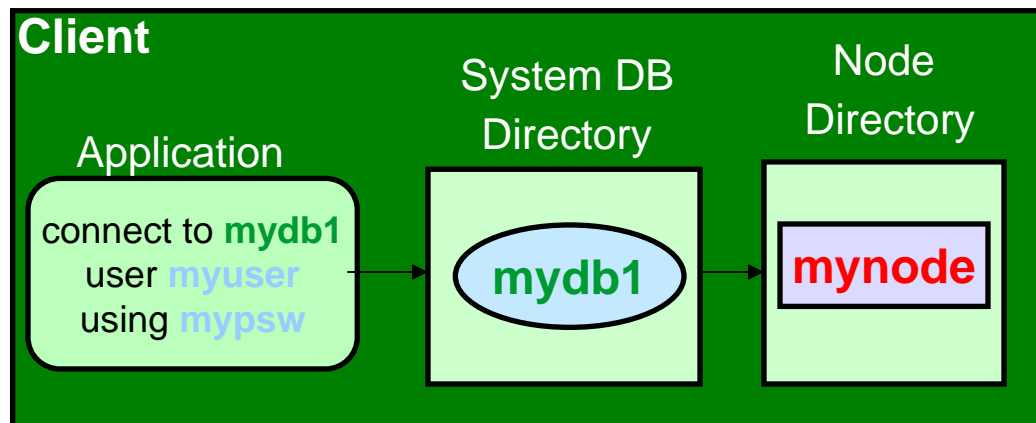 Client
Application
connect to mydb1
user myuser
using mypsw
System DB
Directory
mydb1
Node
Directory
mynode